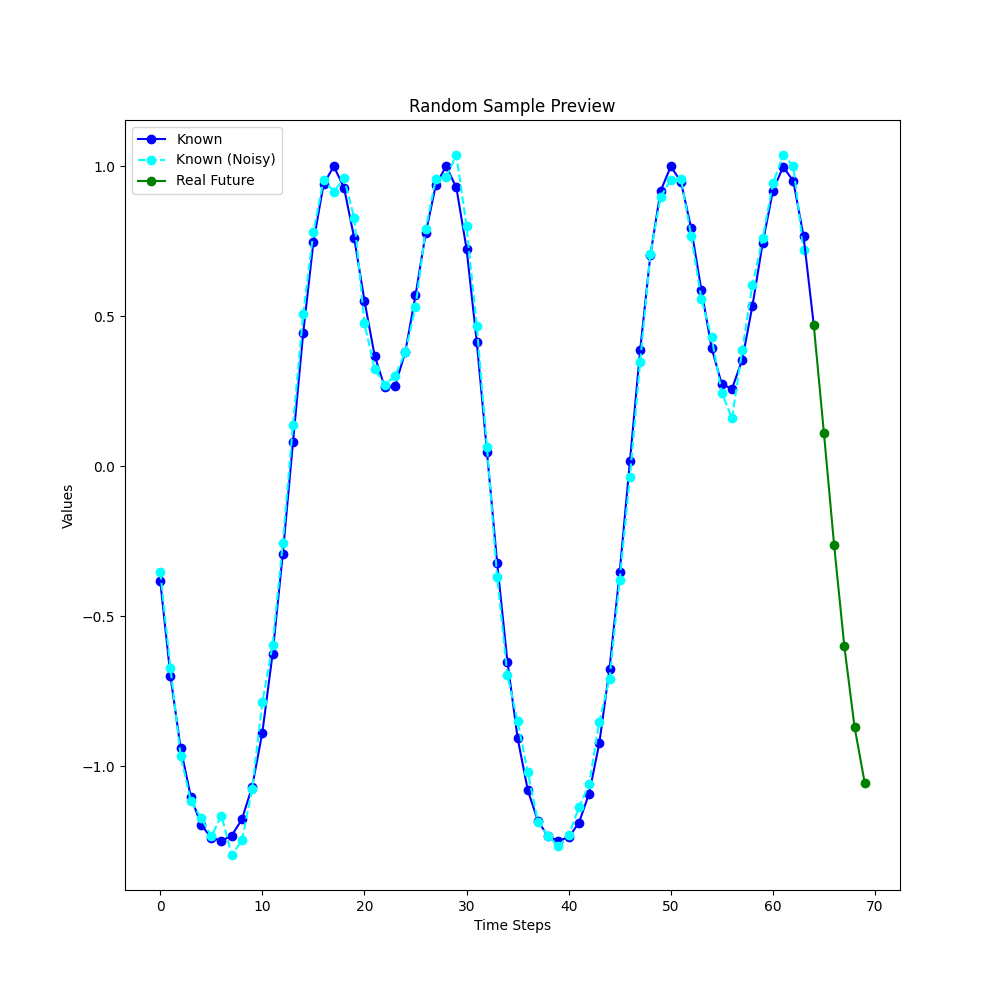 Random Sample Preview
Known
Known (Noisy)
Real Future
1.0
0.5
0.0
−0.5
−1.0
Values
0 10 20 30 40 50 60 70
Time Steps